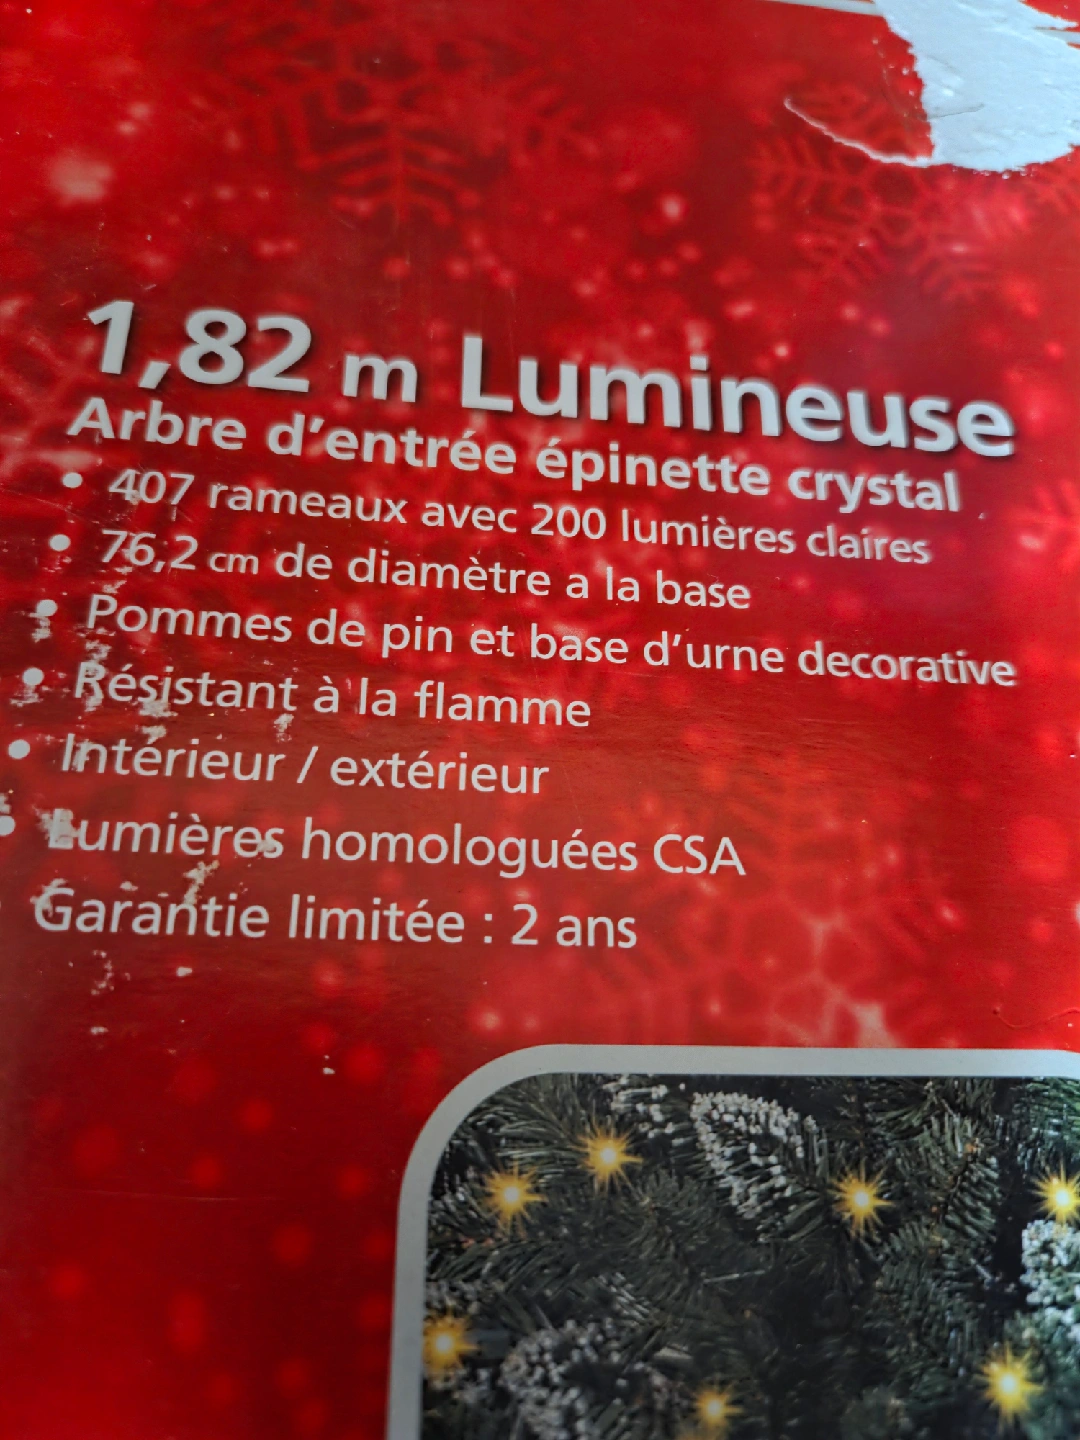 1,82 m Lumineuse
Arbre d'entrée épinette crystal
• 407 rameaux avec 200 lumières claires
• 76,2 cm de diamètre a la base
• Pommes de pin et base d'urne decorative
• Résistant à la flamme
• Intérieur / extérieur
• Lumières homologuées CSA
Garantie limitée : 2 ans